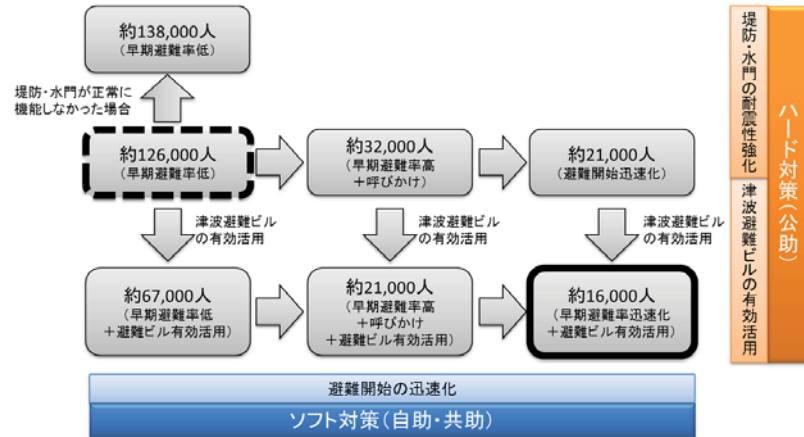 約138,000人
(早期避難率低)
堤防・水門が正常に
機能しなかった場合
約126,000人
(早期避難率低)
約32,000人
(早期避難率高
+呼びかけ)
約21,000人
(避難開始迅速化)
津波避難ビル
の有効活用
津波避難ビル
の有効活用
津波避難ビル
の有効活用
約67,000人
(早期避難率低
+避難ビル有効活用)
約21,000人
(早期避難率高
+呼びかけ
+避難ビル有効活用)
約16,000人
(早期避難率迅速化
+避難ビル有効活用)
避難開始の迅速化
ソフト対策(自助・共助)
堤防・水門の耐震性強化
津波避難ビルの有効活用
ハード対策(公助)